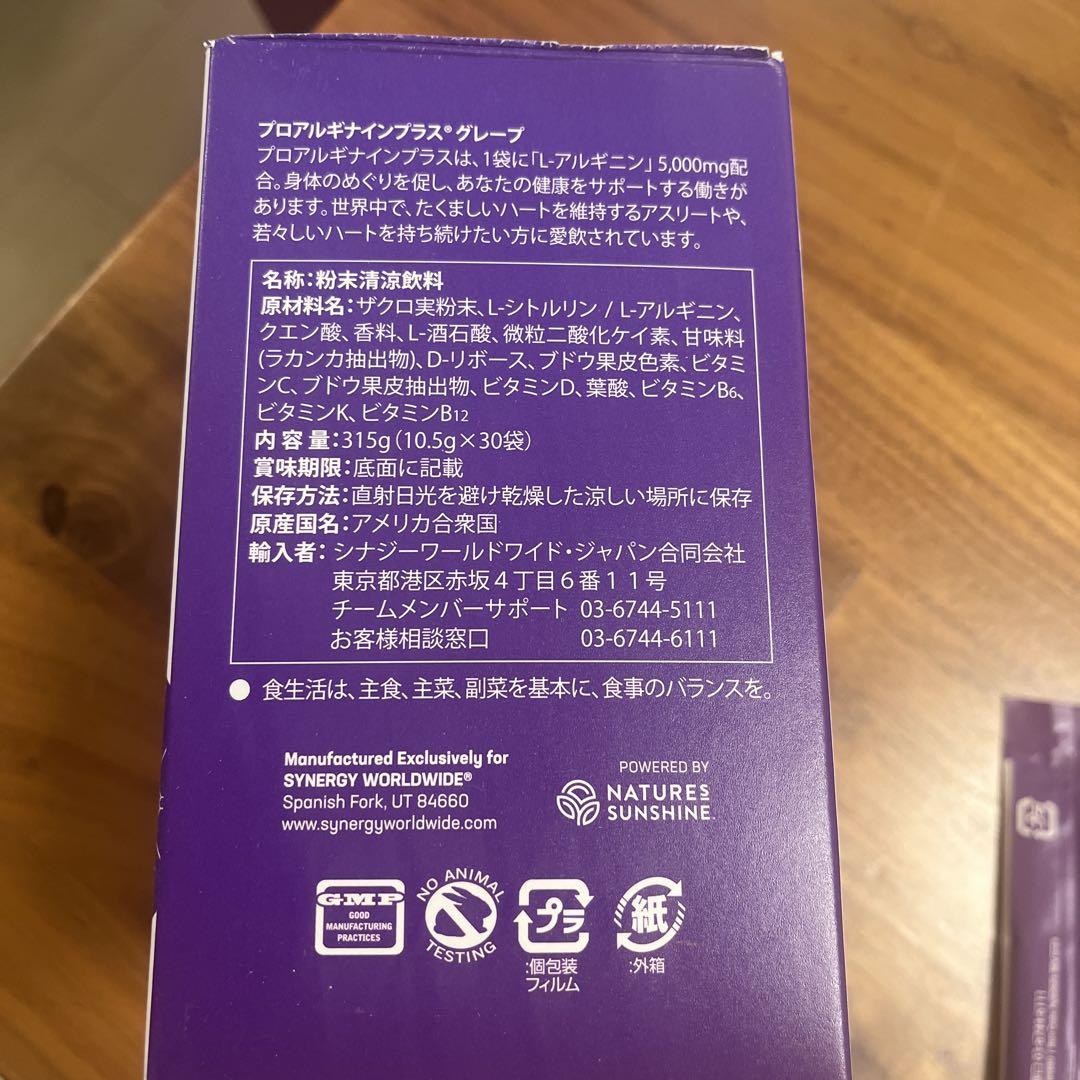 プロアルギナインプラス® グレープ
プロアルギナインプラスは、1袋に「L-アルギニン」5,000mg配
合。身体のめぐりを促し、あなたの健康をサポートする働きが
あります。世界中で、たくましいハートを維持するアスリートや、
若々しいハートを持ち続けたい方に愛飲されています。
名称：粉末清涼飲料
原材料名：ザクロ実粉末、L-シトルリン / L-アルギニン、
クエン酸、香料、L-酒石酸、微粒二酸化ケイ素、甘味料
(ラカンカ抽出物)、D-リボース、ブドウ果皮色素、ビタミ
ンC、ブドウ果皮抽出物、ビタミンD、葉酸、ビタミンB6、
ビタミンK、ビタミンB12
内 容 量：315g（10.5g×30袋）
賞味期限：底面に記載
保存方法：直射日光を避け乾燥した涼しい場所に保存
原産国名：アメリカ合衆国
輸入者： シナジーワールドワイド・ジャパン合同会社
東京都港区赤坂４丁目６番１１号
チームメンバーサポート 03-6744-5111
お客様相談窓口 03-6744-6111
● 食生活は、主食、主菜、副菜を基本に、食事のバランスを。
Manufactured Exclusively for
SYNERGY WORLDWIDE®
Spanish Fork, UT 84660
www.synergyworldwide.com
POWERED BY
NATURE'S
SUNSHINE.
GMP
GOOD
MANUFACTURING
PRACTICES
NO ANIMAL
TESTING
プラ
:個包装
フィルム
紙
:外箱